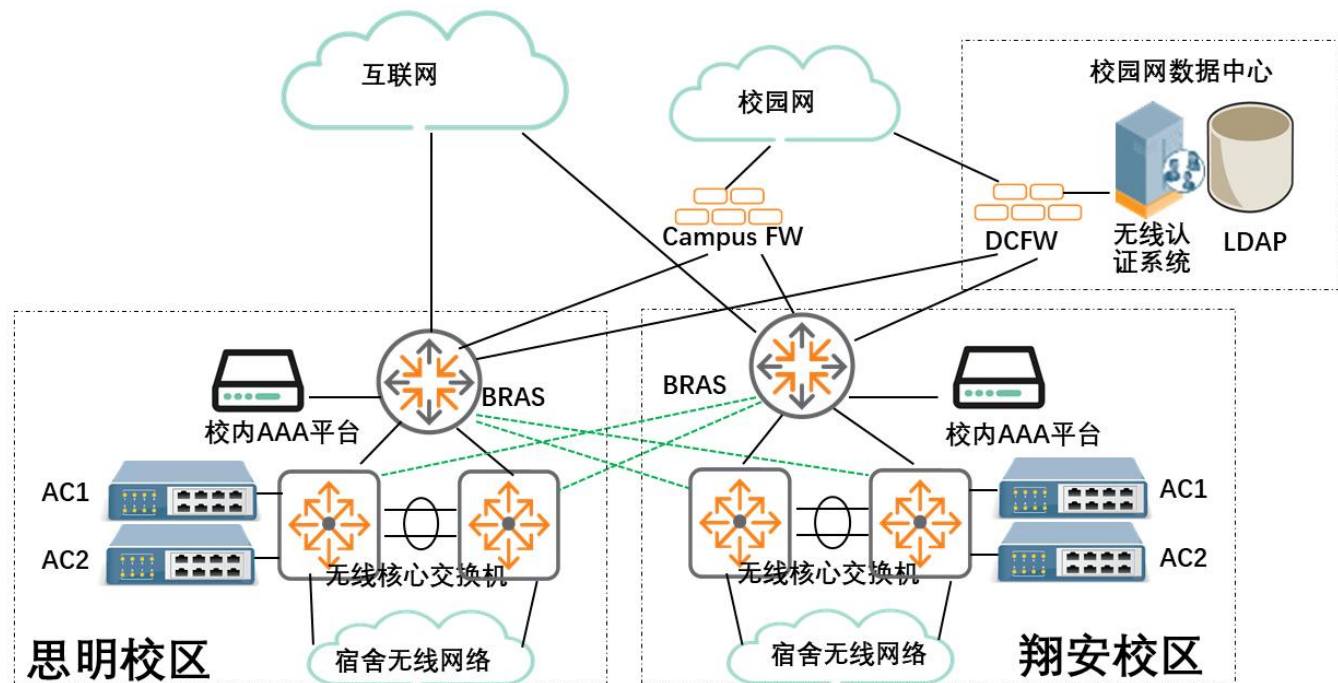 互联网
校园网
校园网数据中心
Campus FW
DCFW
无线认
证系统
LDAP
BRAS
校内AAA平台
AC1
AC2
无线核心交换机
宿舍无线网络
思明校区
BRAS
校内AAA平台
AC1
AC2
无线核心交换机
宿舍无线网络
翔安校区